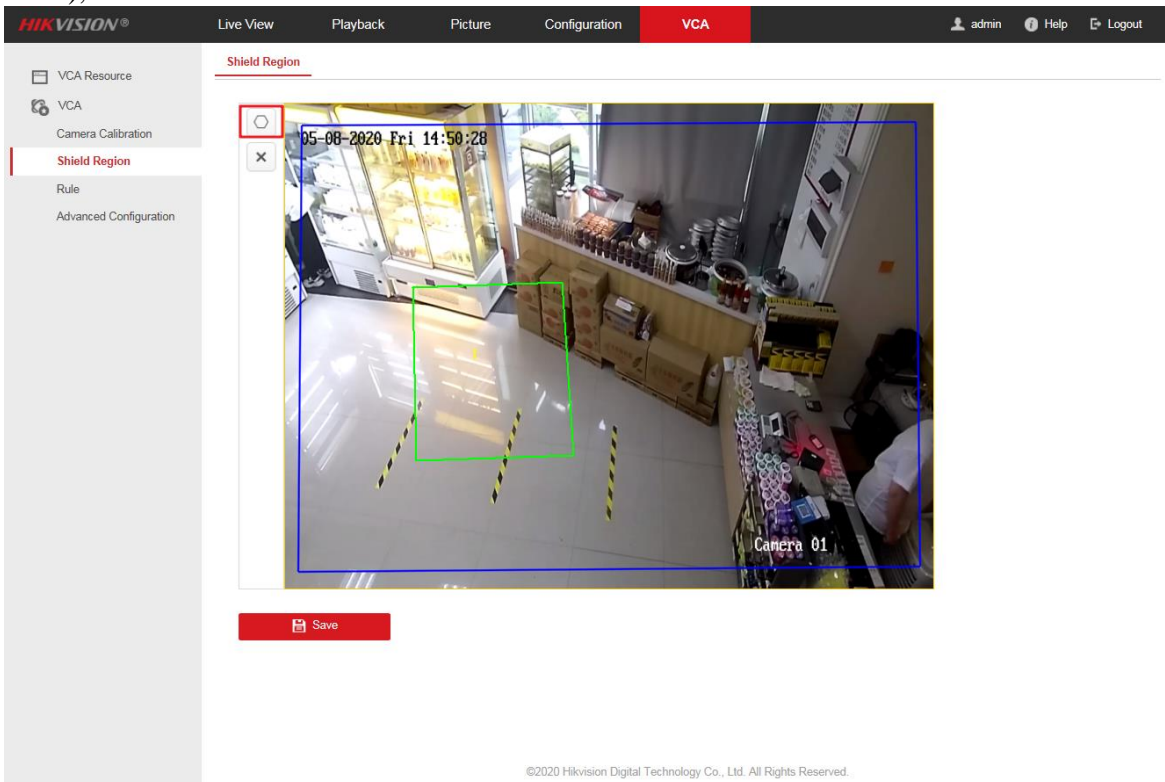 HIKVISION®
Live View Playback Picture Configuration VCA admin Help Logout
VCA Resource
VCA
Camera Calibration
Shield Region
Rule
Advanced Configuration
Shield Region
05-08-2020 Fri 14:50:28
Camera 01
Save
©2020 Hikvision Digital Technology Co., Ltd. All Rights Reserved.